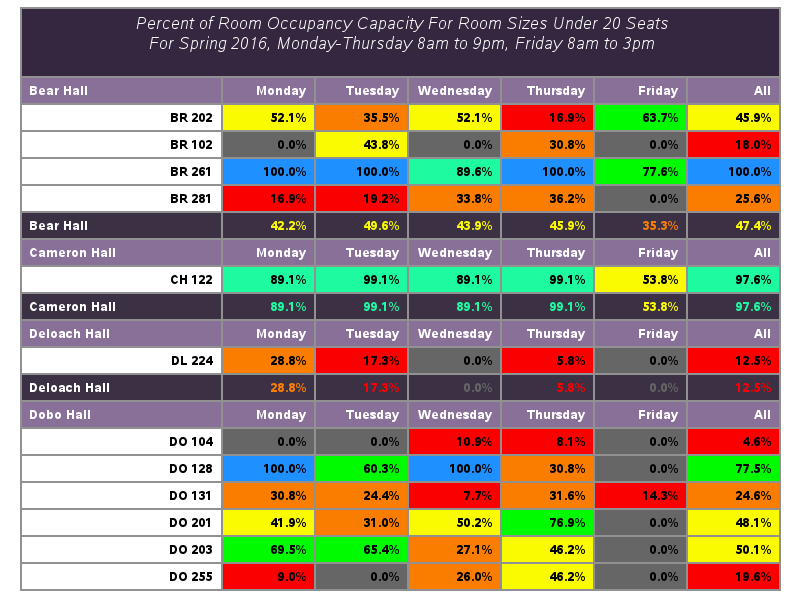 Percent of Room Occupancy Capacity For Room Sizes Under 20 Seats
For Spring 2016, Monday-Thursday 8am to 9pm, Friday 8am to 3pm
Bear Hall Monday Tuesday Wednesday Thursday Friday All
BR 202 52.1% 35.5% 52.1% 16.9% 63.7% 45.9%
BR 102 0.0% 43.8% 0.0% 30.8% 0.0% 18.0%
BR 261 100.0% 100.0% 89.6% 100.0% 77.6% 100.0%
BR 281 16.9% 19.2% 33.8% 36.2% 0.0% 25.6%
Bear Hall 42.2% 49.6% 43.9% 45.9% 35.3% 47.4%
Cameron Hall Monday Tuesday Wednesday Thursday Friday All
CH 122 89.1% 99.1% 89.1% 99.1% 53.8% 97.6%
Cameron Hall 89.1% 99.1% 89.1% 99.1% 53.8% 97.6%
Deloach Hall Monday Tuesday Wednesday Thursday Friday All
DL 224 28.8% 17.3% 0.0% 5.8% 0.0% 12.5%
Deloach Hall 28.8% 17.3% 0.0% 5.8% 0.0% 12.5%
Dobo Hall Monday Tuesday Wednesday Thursday Friday All
DO 104 0.0% 0.0% 10.9% 8.1% 0.0% 4.6%
DO 128 100.0% 60.3% 100.0% 30.8% 0.0% 77.5%
DO 131 30.8% 24.4% 7.7% 31.6% 14.3% 24.6%
DO 201 41.9% 31.0% 50.2% 76.9% 0.0% 48.1%
DO 203 69.5% 65.4% 27.1% 46.2% 0.0% 50.1%
DO 255 9.0% 0.0% 26.0% 46.2% 0.0% 19.6%